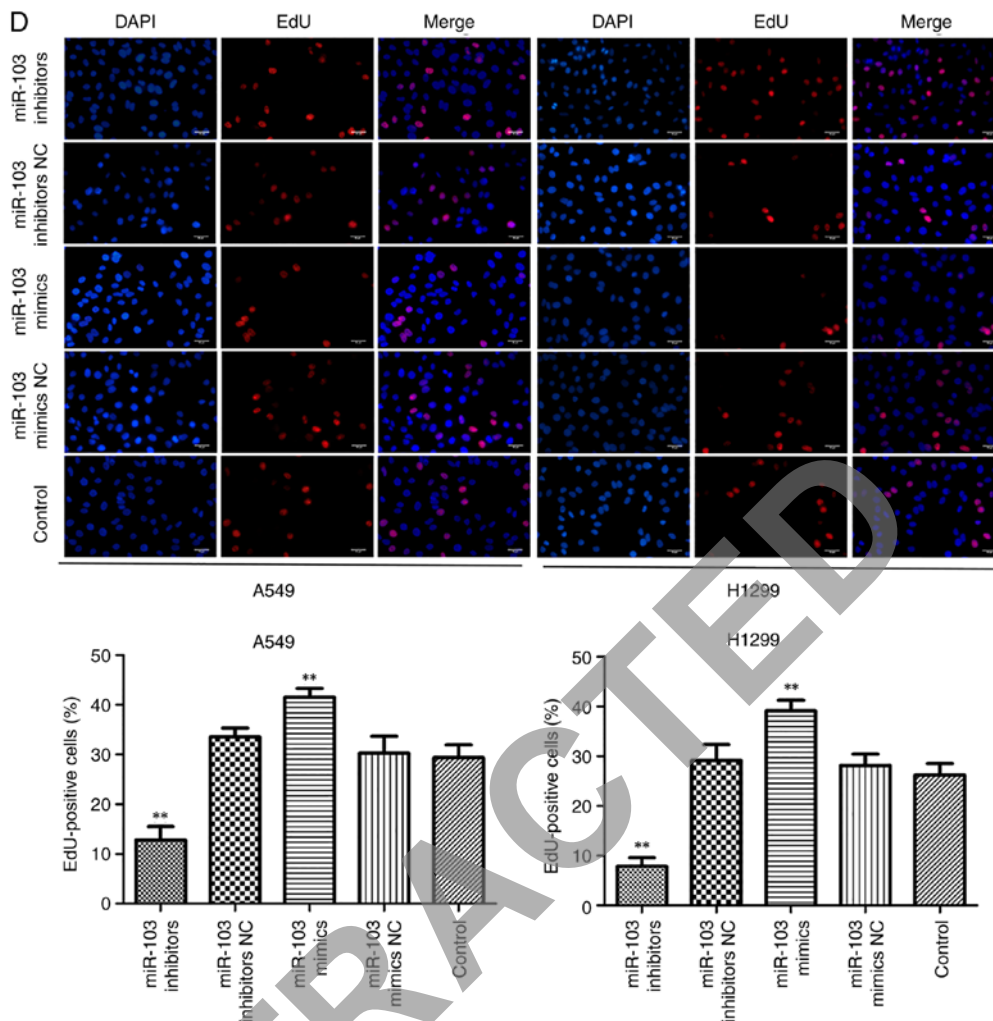 D
DAPI EdU Merge DAPI EdU Merge
miR-103
inhibitors
miR-103
inhibitors NC
miR-103
mimics
miR-103
mimics NC
Control
A549 H1299
A549
EdU-positive cells (%)
50
40
30
20
10
0
**
**
miR-103
inhibitors
miR-103
inhibitors NC
miR-103
mimics
miR-103
mimics NC
Control
H1299
EdU-positive cells (%)
50
40
30
20
10
0
**
**
miR-103
inhibitors
miR-103
inhibitors NC
miR-103
mimics
miR-103
mimics NC
Control
TRACTED